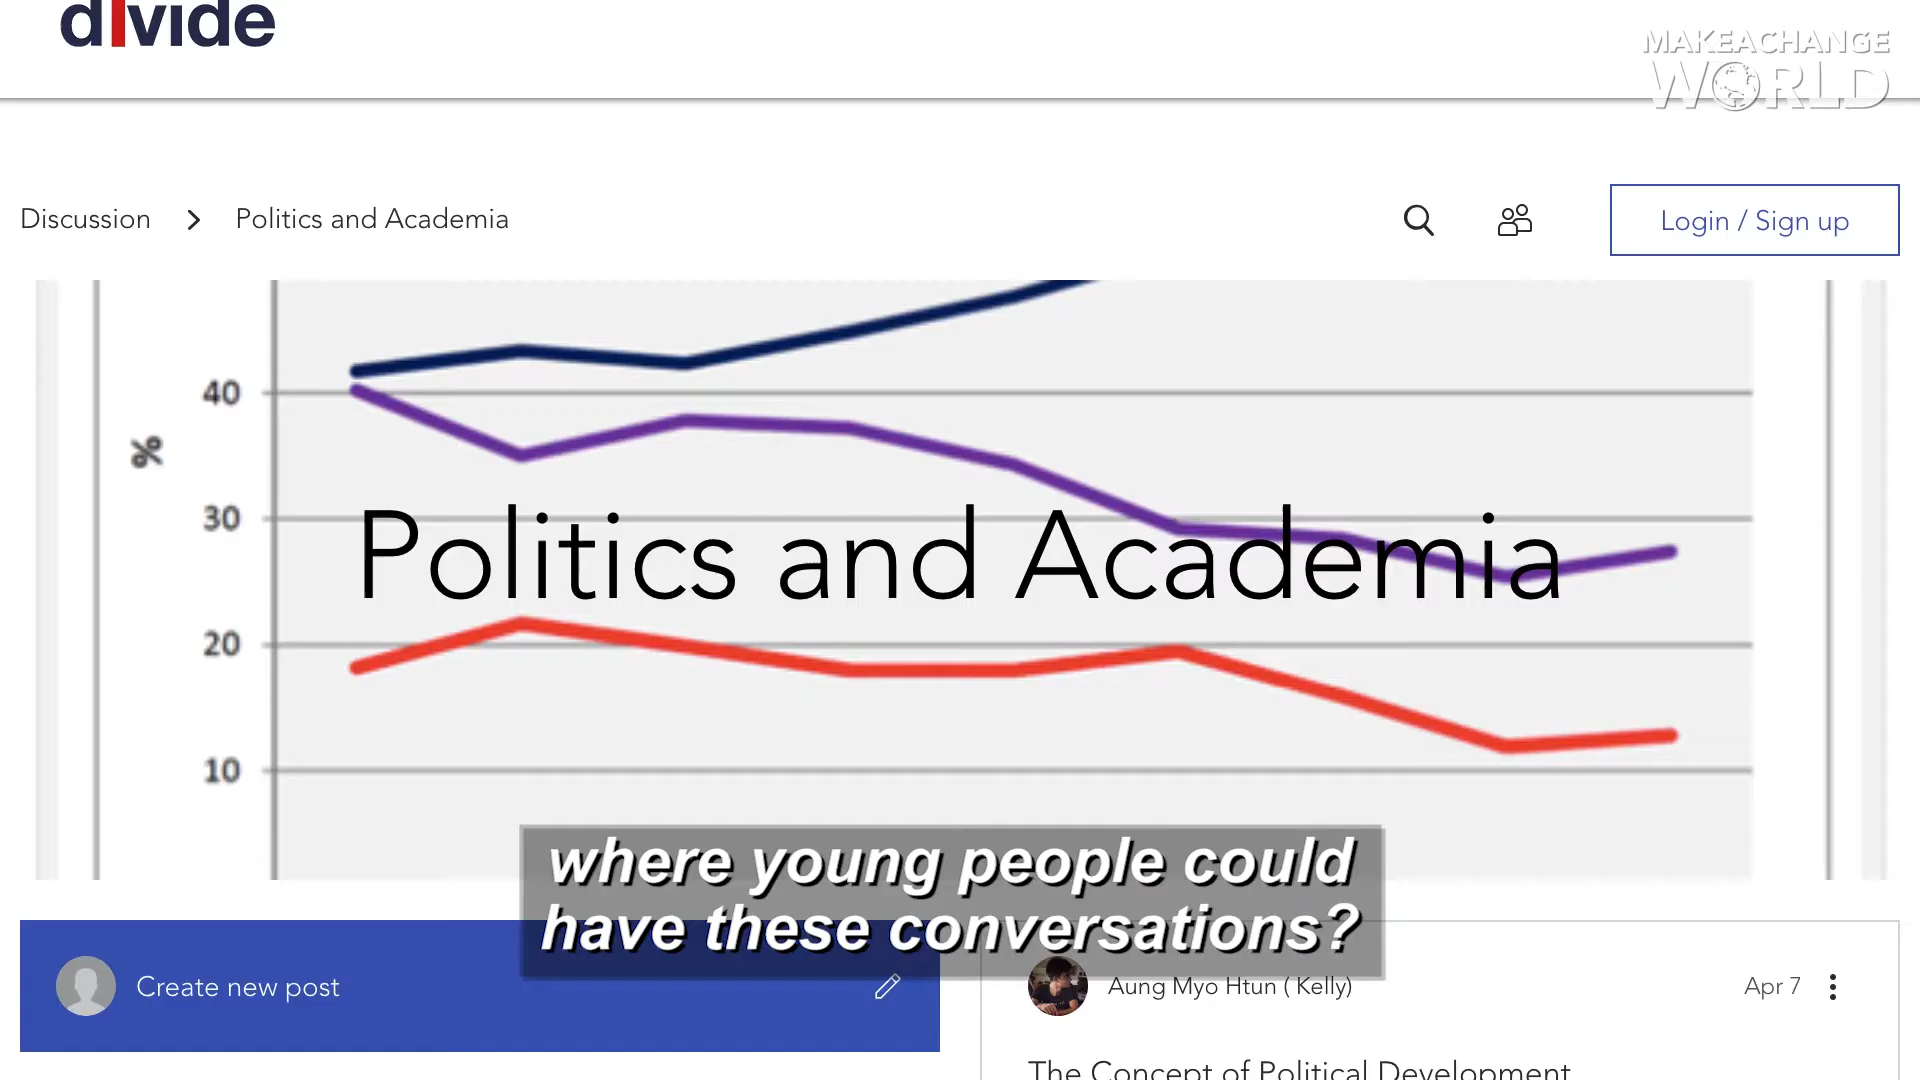 divide
MAKEACHANGE
WORLD
Discussion
Politics and Academia
Login / Sign up
40
%
30
Politics and Academia
20
10
where young people could
have these conversations?
Create new post
Aung Myo Htun ( Kelly)
Apr 7
The Concept of Political Development